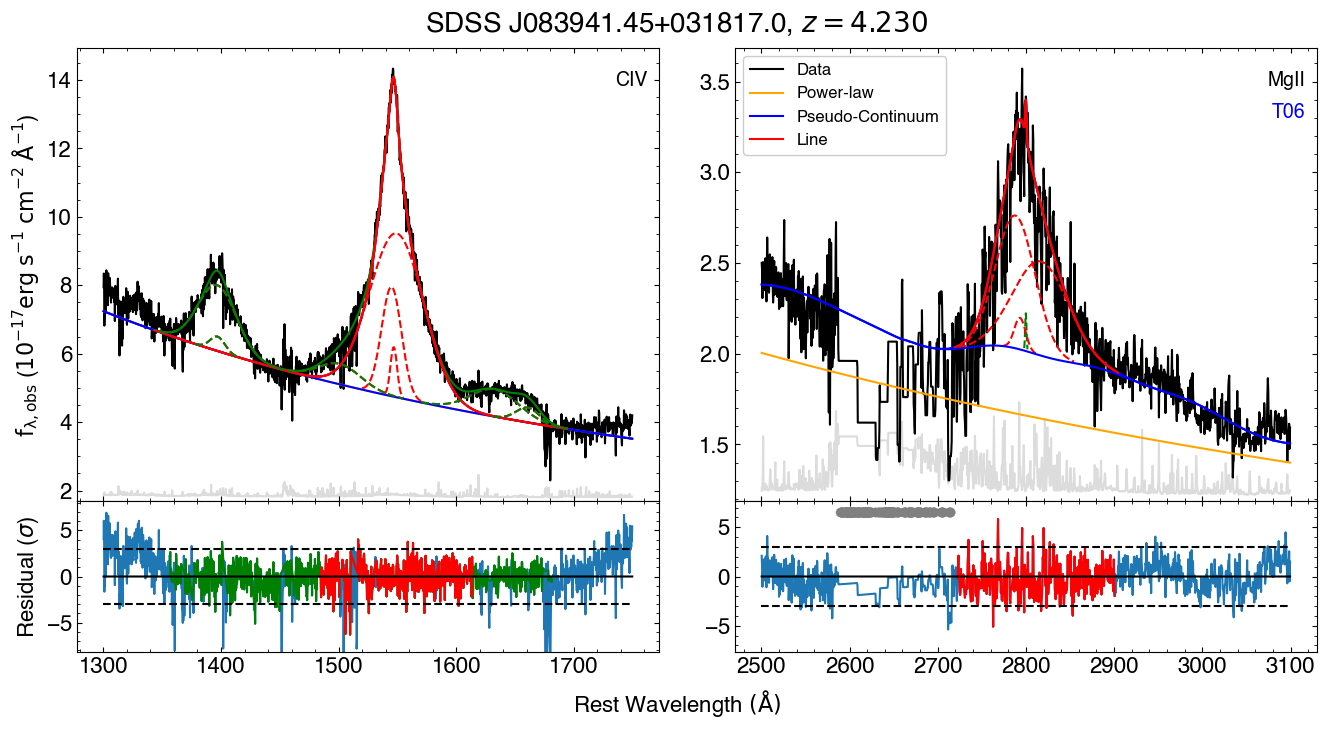 SDSS J083941.45+031817.0, z = 4.230
f_λ,obs (10^−17 erg s^−1 cm^−2 Å^−1)
14
12
10
8
6
4
2
CIV
3.5
3.0
2.5
2.0
1.5
Data
Power-law
Pseudo-Continuum
Line
MgII
T06
Residual (σ)
5
0
−5
5
0
−5
1300 1400 1500 1600 1700
2500 2600 2700 2800 2900 3000 3100
Rest Wavelength (Å)